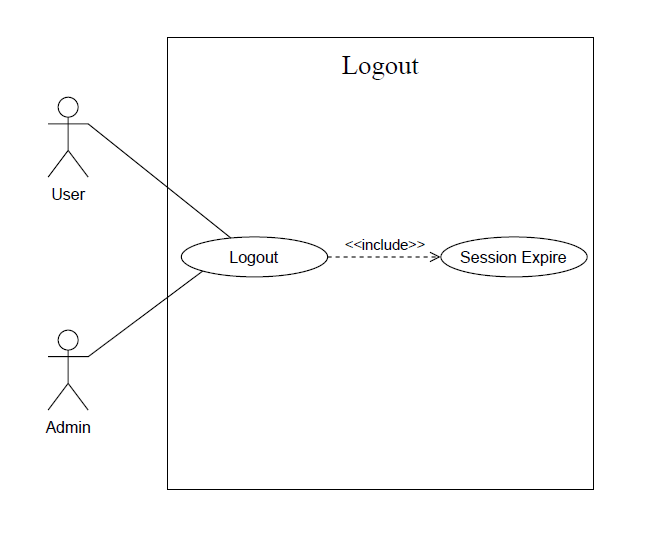 Logout
User
Logout
<<include>>
Session Expire
Admin